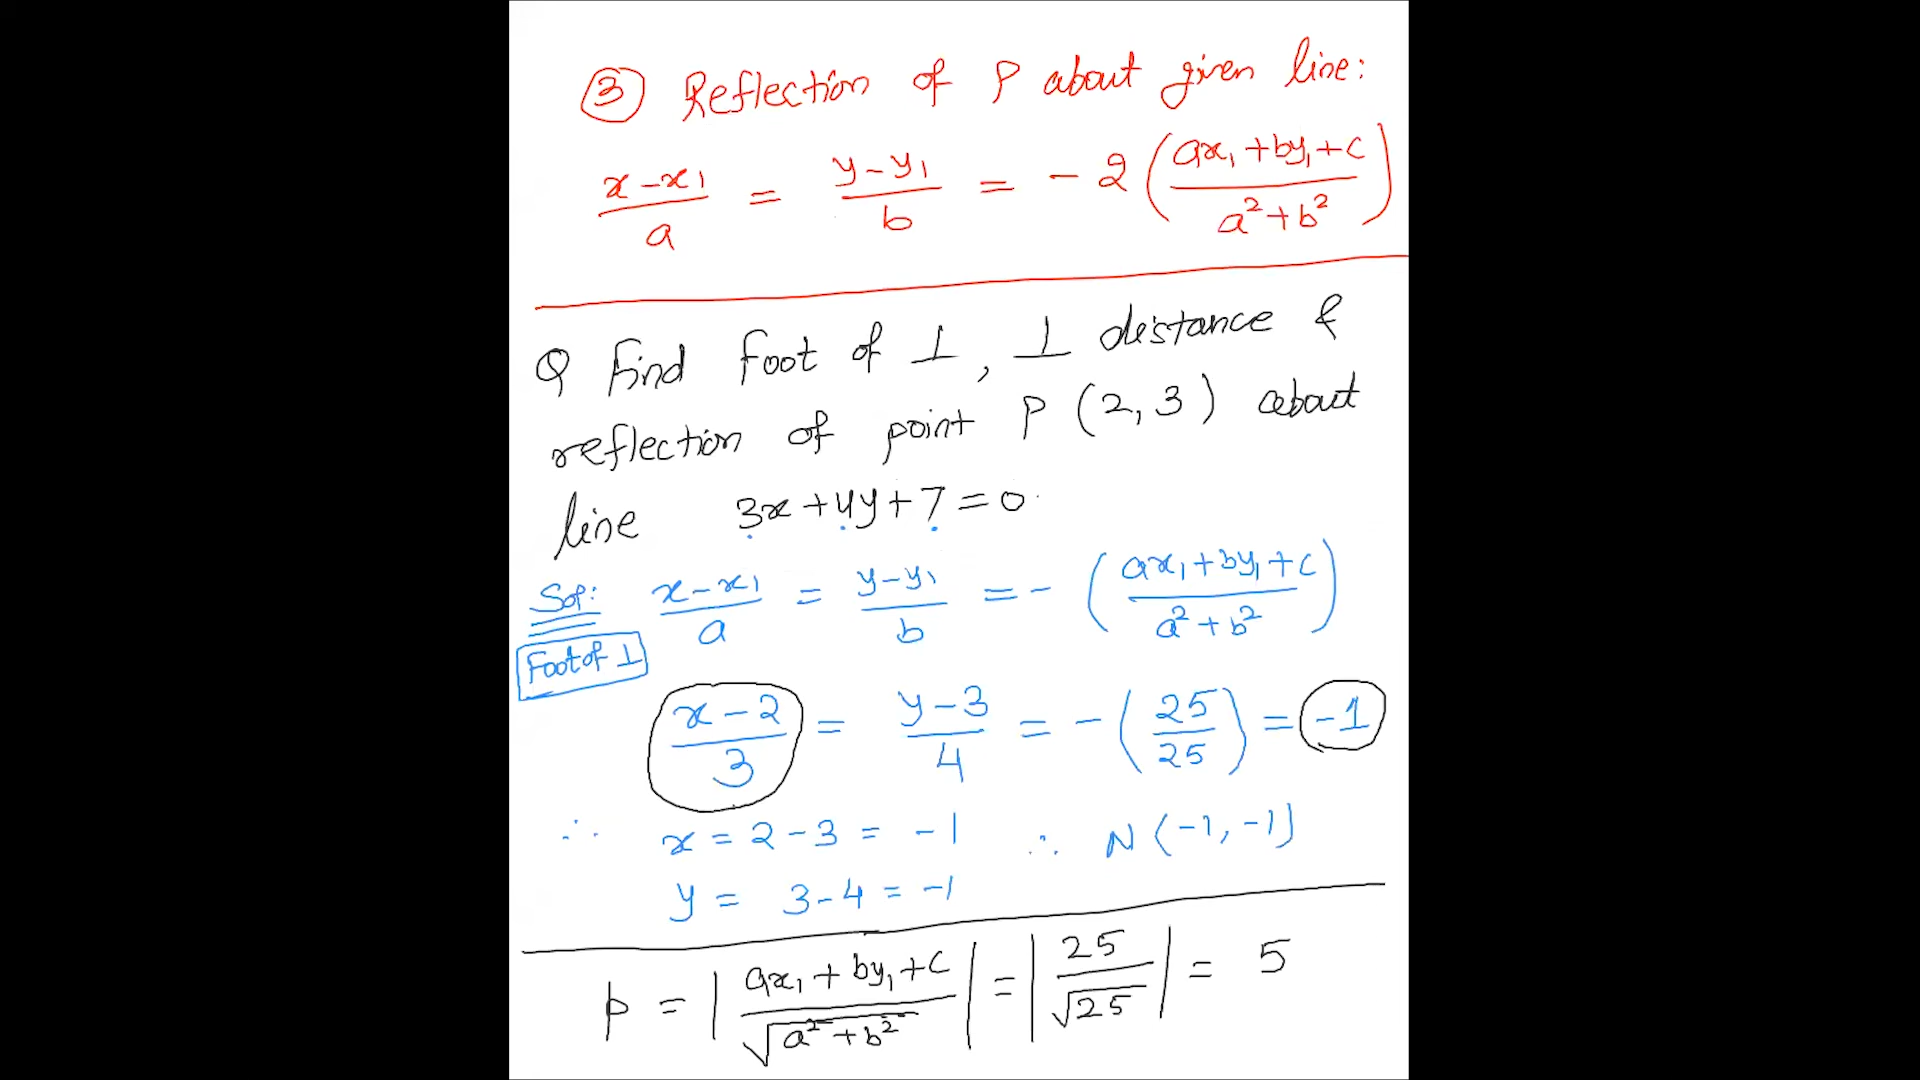 ③ Reflection of P about given line:
(x-x₁)/a = (y-y₁)/b = -2 ((ax₁+by₁+c)/(a²+b²))
Q Find foot of ⊥, ⊥ distance &
reflection of point P (2,3) about
line 3x+4y+7=0.
Sol: (x-x₁)/a = (y-y₁)/b = - ((ax₁+by₁+c)/(a²+b²))
Foot of ⊥
(x-2)/3 = (y-3)/4 = -(25/25) = -1
∴ x = 2-3 = -1 ∴ N(-1,-1)
y = 3-4 = -1
p = |(ax₁+by₁+c)/√(a²+b²)| = |25/√25| = 5